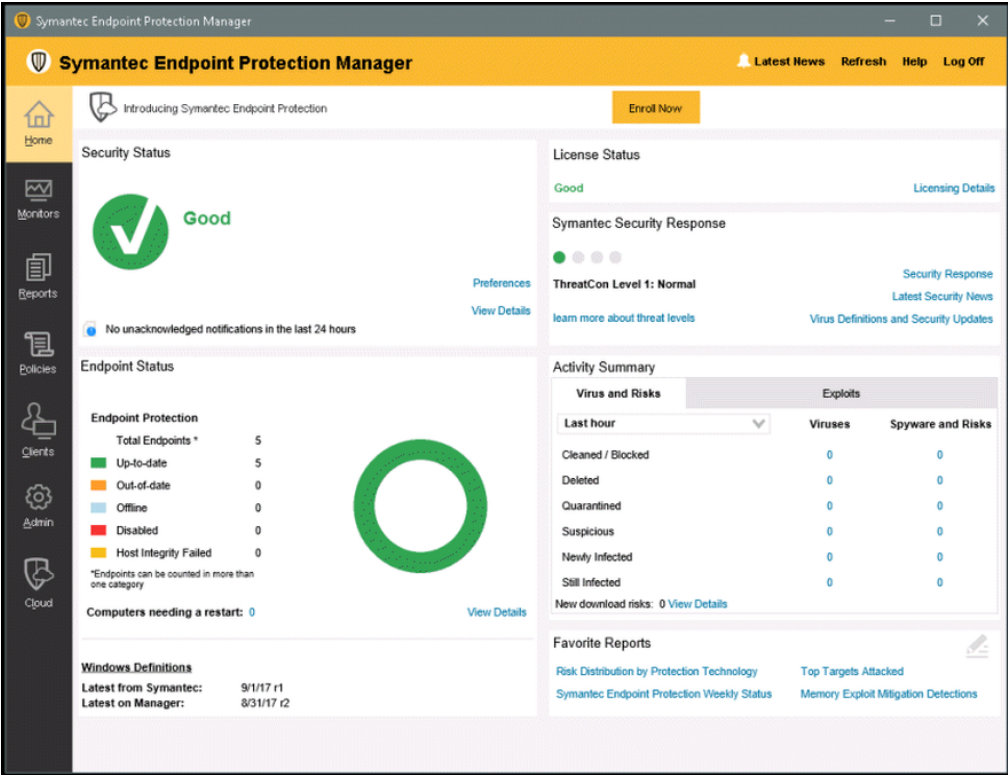 Symantec Endpoint Protection Manager
Symantec Endpoint Protection Manager
Latest News Refresh Help Log Off
Introducing Symantec Endpoint Protection
Enroll Now
Home
Monitors
Reports
Policies
Clients
Admin
Cloud
Security Status
Good
Preferences
View Details
No unacknowledged notifications in the last 24 hours
License Status
Good Licensing Details
Symantec Security Response
ThreatCon Level 1: Normal
learn more about threat levels
Security Response
Latest Security News
Virus Definitions and Security Updates
Endpoint Status
Endpoint Protection
Total Endpoints * 5
Up-to-date 5
Out-of-date 0
Offline 0
Disabled 0
Host Integrity Failed 0
*Endpoints can be counted in more than
one category
Computers needing a restart: 0 View Details
Windows Definitions
Latest from Symantec: 9/1/17 r1
Latest on Manager: 8/31/17 r2
Activity Summary
Virus and Risks Exploits
Last hour Viruses Spyware and Risks
Cleaned / Blocked 0 0
Deleted 0 0
Quarantined 0 0
Suspicious 0 0
Newly Infected 0 0
Still Infected 0 0
New download risks: 0 View Details
Favorite Reports
Risk Distribution by Protection Technology Top Targets Attacked
Symantec Endpoint Protection Weekly Status Memory Exploit Mitigation Detections